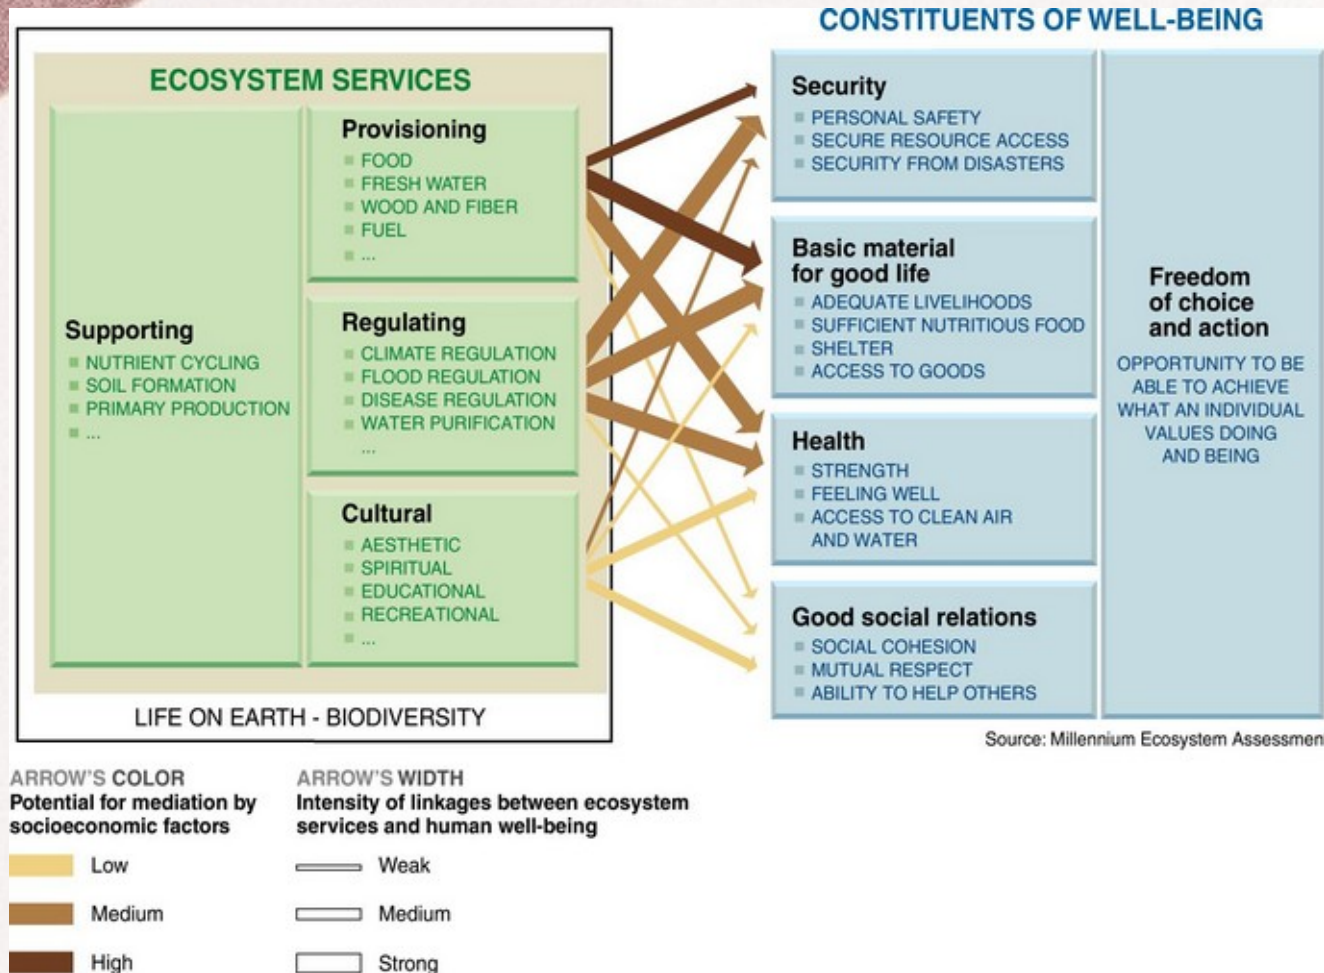 CONSTITUENTS OF WELL-BEING
ECOSYSTEM SERVICES
Supporting
NUTRIENT CYCLING
SOIL FORMATION
PRIMARY PRODUCTION
...
Provisioning
FOOD
FRESH WATER
WOOD AND FIBER
FUEL
...
Regulating
CLIMATE REGULATION
FLOOD REGULATION
DISEASE REGULATION
WATER PURIFICATION
...
Cultural
AESTHETIC
SPIRITUAL
EDUCATIONAL
RECREATIONAL
...
LIFE ON EARTH - BIODIVERSITY
Security
PERSONAL SAFETY
SECURE RESOURCE ACCESS
SECURITY FROM DISASTERS
Basic material
for good life
ADEQUATE LIVELIHOODS
SUFFICIENT NUTRITIOUS FOOD
SHELTER
ACCESS TO GOODS
Health
STRENGTH
FEELING WELL
ACCESS TO CLEAN AIR
AND WATER
Good social relations
SOCIAL COHESION
MUTUAL RESPECT
ABILITY TO HELP OTHERS
Freedom
of choice
and action
OPPORTUNITY TO BE
ABLE TO ACHIEVE
WHAT AN INDIVIDUAL
VALUES DOING
AND BEING
Source: Millennium Ecosystem Assessmen
ARROW'S COLOR
Potential for mediation by
socioeconomic factors
Low
Medium
High
ARROW'S WIDTH
Intensity of linkages between ecosystem
services and human well-being
Weak
Medium
Strong